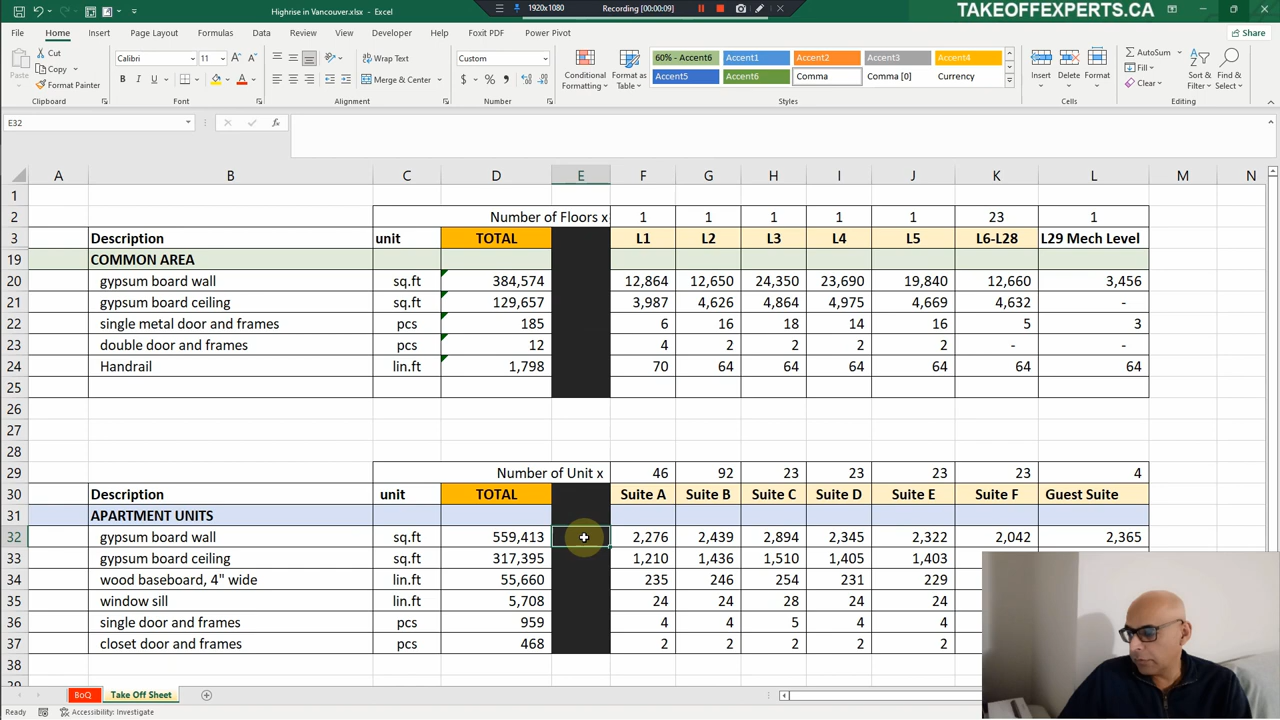 Highrise in Vancouver.xlsx - Excel
1920x1080
Recording [00:00:09]
TAKEOFFEXPERTS.CA
File Home Insert Page Layout Formulas Data Review View Developer Help Foxit PDF Power Pivot
Share
Paste
Cut
Copy
Format Painter
Clipboard
Calibri 11
B I U
Font
Wrap Text
Merge & Center
Alignment
Custom
Number
Conditional Formatting
Format as Table
60% - Accent6 Accent1 Accent2 Accent3 Accent4
Accent5 Accent6 Comma Comma [0] Currency
Styles
Insert Delete Format
Cells
AutoSum
Fill
Clear
Sort & Filter
Find & Select
Editing
E32
A B C D E F G H I J K L M N
1
2 Number of Floors x 1 1 1 1 1 23 1
3 Description unit TOTAL L1 L2 L3 L4 L5 L6-L28 L29 Mech Level
19 COMMON AREA
20 gypsum board wall sq.ft 384,574 12,864 12,650 24,350 23,690 19,840 12,660 3,456
21 gypsum board ceiling sq.ft 129,657 3,987 4,626 4,864 4,975 4,669 4,632 -
22 single metal door and frames pcs 185 6 16 18 14 16 5 3
23 double door and frames pcs 12 4 2 2 2 2 - -
24 Handrail lin.ft 1,798 70 64 64 64 64 64 64
25
26
27
28
29 Number of Unit x 46 92 23 23 23 23 4
30 Description unit TOTAL Suite A Suite B Suite C Suite D Suite E Suite F Guest Suite
31 APARTMENT UNITS
32 gypsum board wall sq.ft 559,413 2,276 2,439 2,894 2,345 2,322 2,042 2,365
33 gypsum board ceiling sq.ft 317,395 1,210 1,290 1,510 1,405 1,403
34 wood baseboard, 4" wide lin.ft 55,660 235 246 254 231 229
35 window sill lin.ft 5,708 24 24 28 24 24
36 single door and frames pcs 959 4 4 5 4 4
37 closet door and frames pcs 468 2 2 2 2 2
38
BoQ Take Off Sheet
Ready Accessibility: Investigate